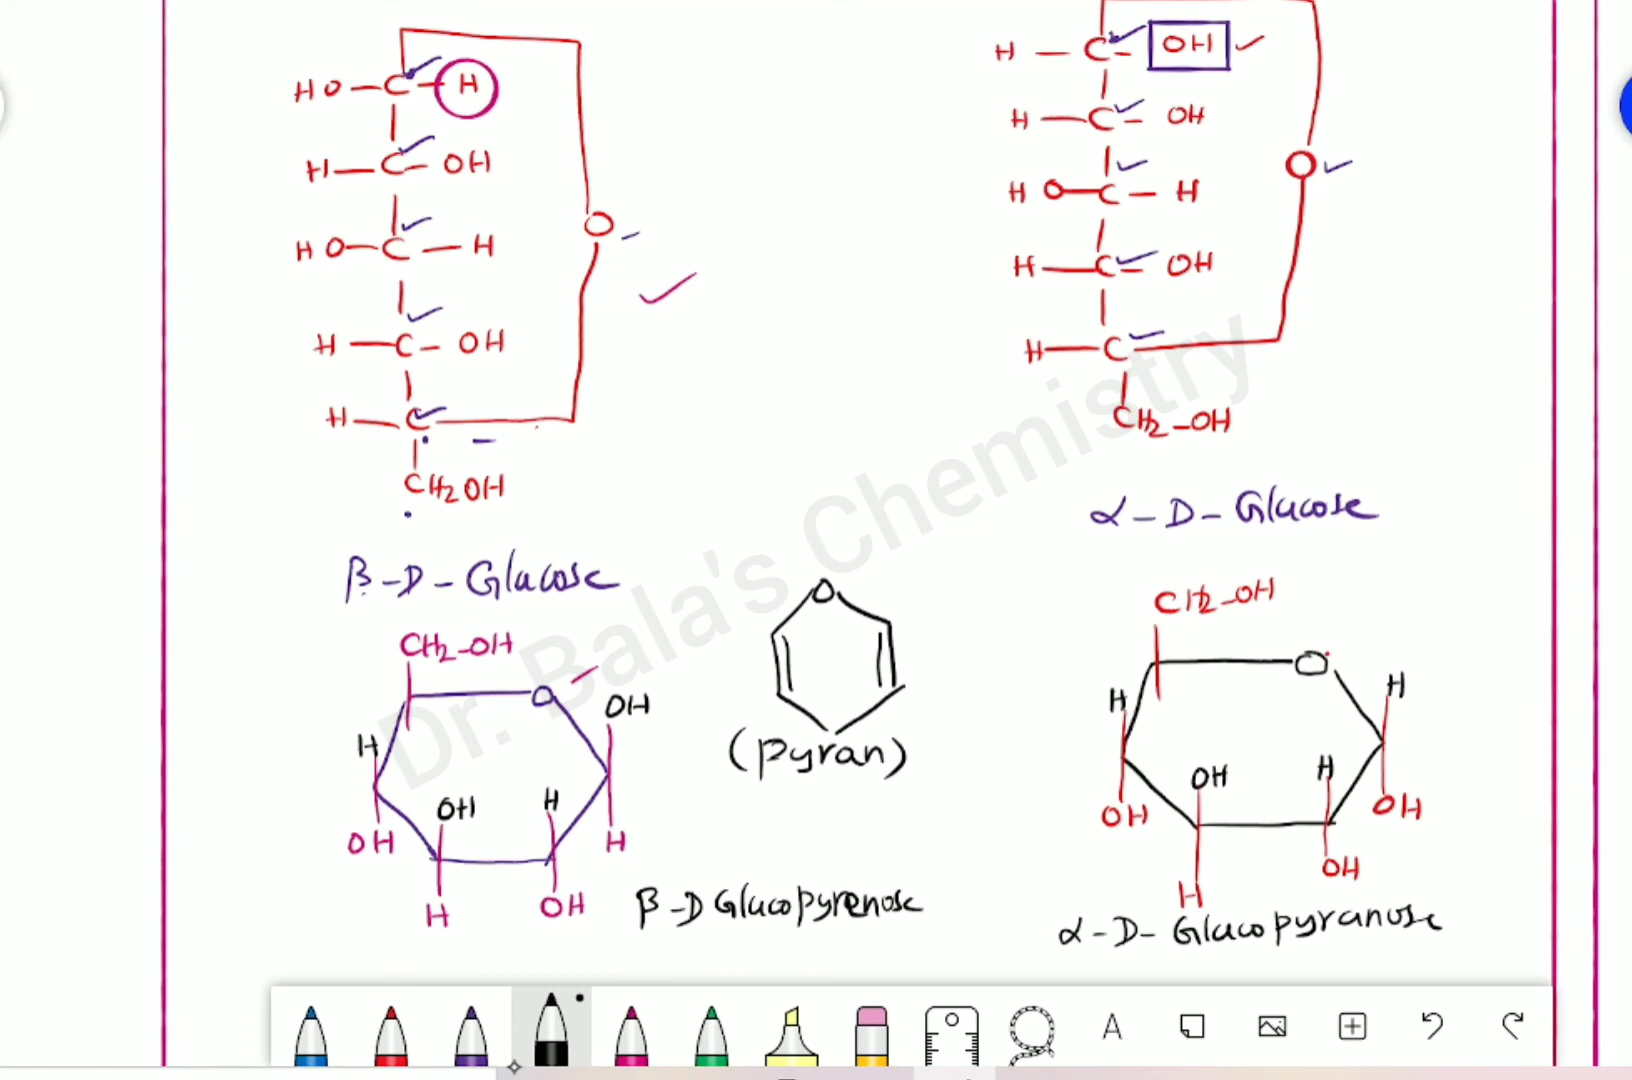 HO-C-H
H-C-OH
HO-C-H
O
H-C-OH
H-C
CH2OH
β-D-Glucose
H-C-OH
H-C-OH
HO-C-H
O
H-C-OH
H-C
CH2-OH
α-D-Glucose
CH2-OH
O
OH
H
OH
H
OH
H
H
OH
β-D Glucopyrenose
O
(Pyran)
CH2-OH
O
H
H
OH
H
OH
OH
OH
H
α-D-Glucopyranose
Dr. Bala's Chemistry
A